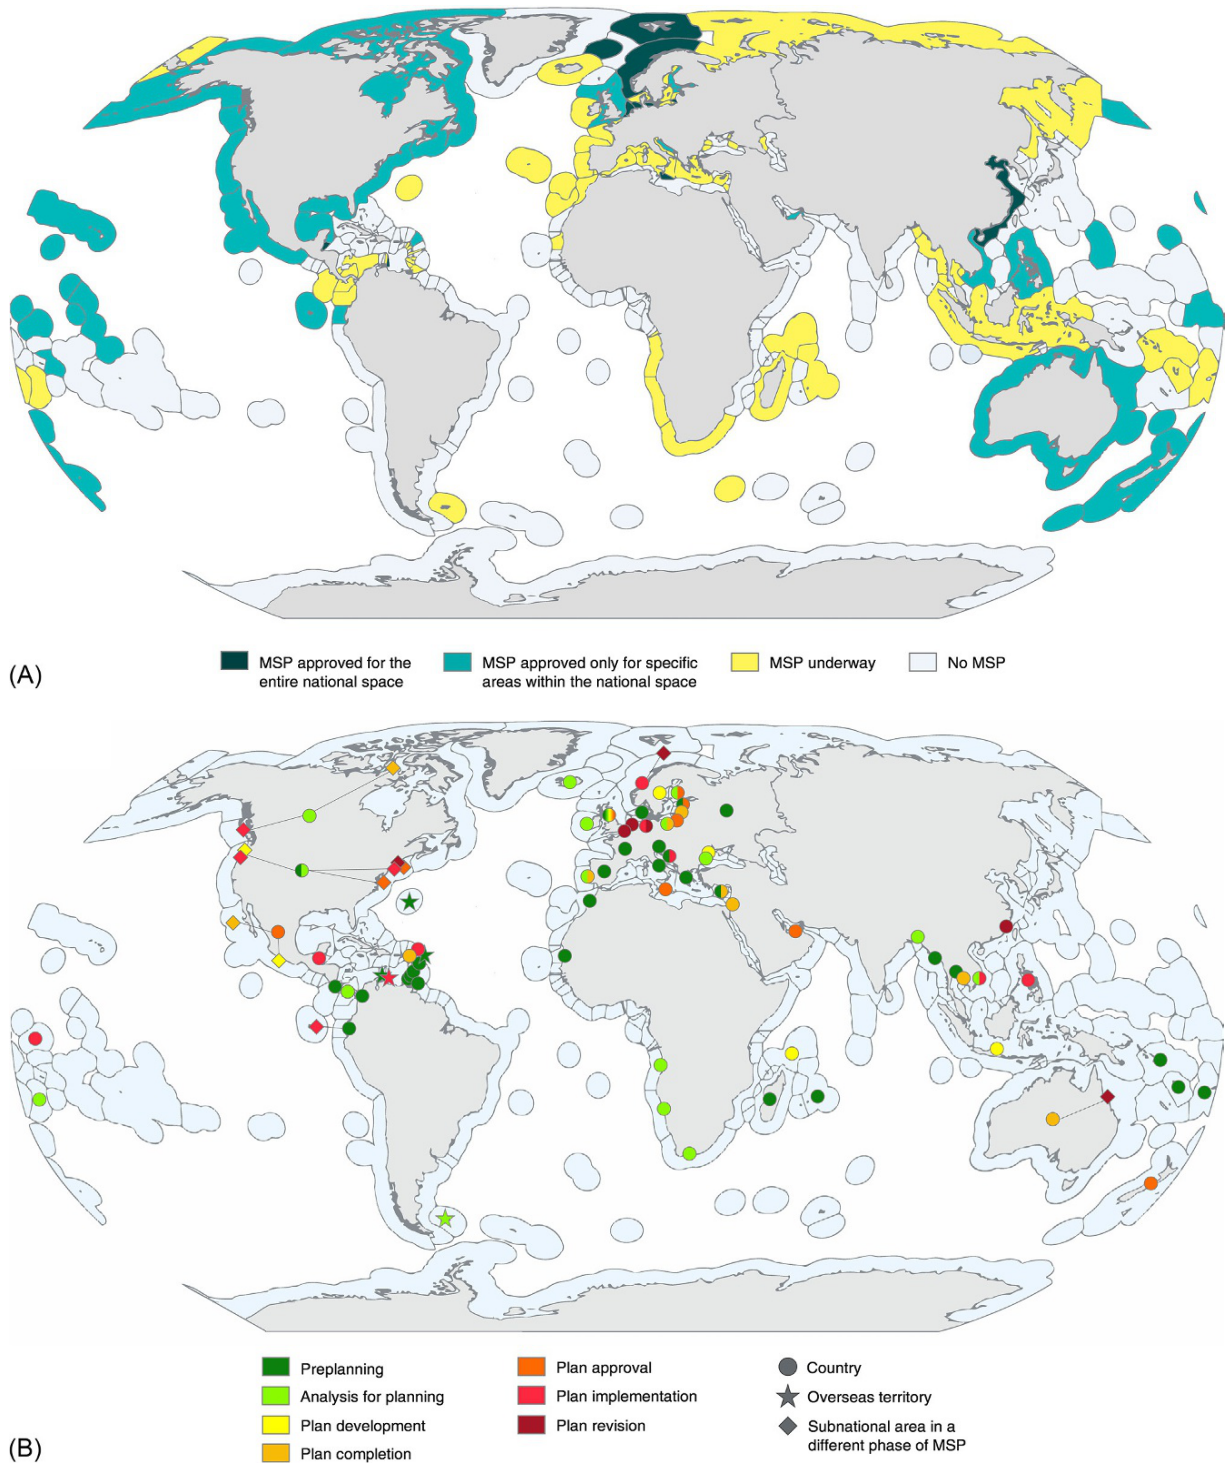 (A)
MSP approved for the
entire national space
MSP approved only for specific
areas within the national space
MSP underway
No MSP
(B)
Preplanning
Analysis for planning
Plan development
Plan completion
Plan approval
Plan implementation
Plan revision
Country
Overseas territory
Subnational area in a
different phase of MSP